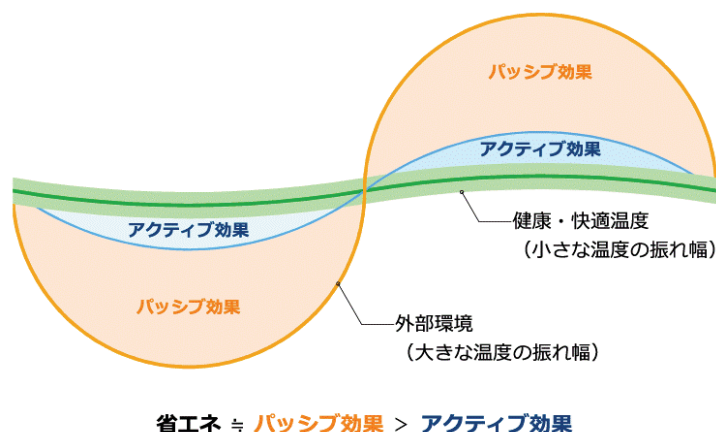 パッシブ効果
アクティブ効果
アクティブ効果
健康・快適温度
（小さな温度の振れ幅）
パッシブ効果
外部環境
（大きな温度の振れ幅）
省エネ ≒ パッシブ効果 > アクティブ効果